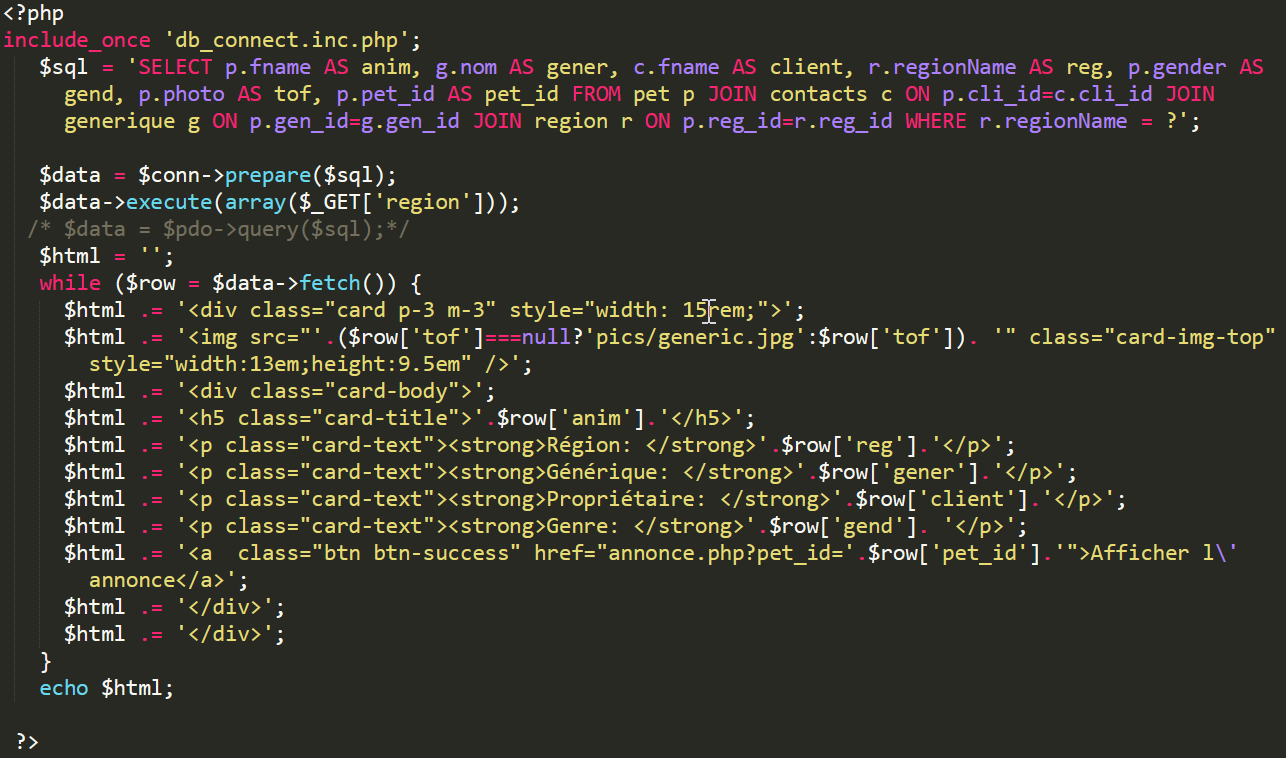 <?php
include_once 'db_connect.inc.php';
$sql = 'SELECT p.fname AS anim, g.nom AS gener, c.fname AS client, r.regionName AS reg, p.gender AS
gend, p.photo AS tof, p.pet_id AS pet_id FROM pet p JOIN contacts c ON p.cli_id=c.cli_id JOIN
generique g ON p.gen_id=g.gen_id JOIN region r ON p.reg_id=r.reg_id WHERE r.regionName = ?';
$data = $conn->prepare($sql);
$data->execute(array($_GET['region']));
/* $data = $pdo->query($sql);*/
$html = '';
while ($row = $data->fetch()) {
$html .= '<div class="card p-3 m-3" style="width: 15rem;">';
$html .= '<img src="'.($row['tof']===null?'pics/generic.jpg':$row['tof']). '" class="card-img-top"
style="width:13em;height:9.5em" />';
$html .= '<div class="card-body">';
$html .= '<h5 class="card-title">'.$row['anim'].'</h5>';
$html .= '<p class="card-text"><strong>Région: </strong>'.$row['reg'].'</p>';
$html .= '<p class="card-text"><strong>Générique: </strong>'.$row['gener'].'</p>';
$html .= '<p class="card-text"><strong>Propriétaire: </strong>'.$row['client'].'</p>';
$html .= '<p class="card-text"><strong>Genre: </strong>'.$row['gend']. '</p>';
$html .= '<a  class="btn btn-success" href="annonce.php?pet_id='.$row['pet_id'].'">Afficher l\'
annonce</a>';
$html .= '</div>';
$html .= '</div>';
}
echo $html;
?>